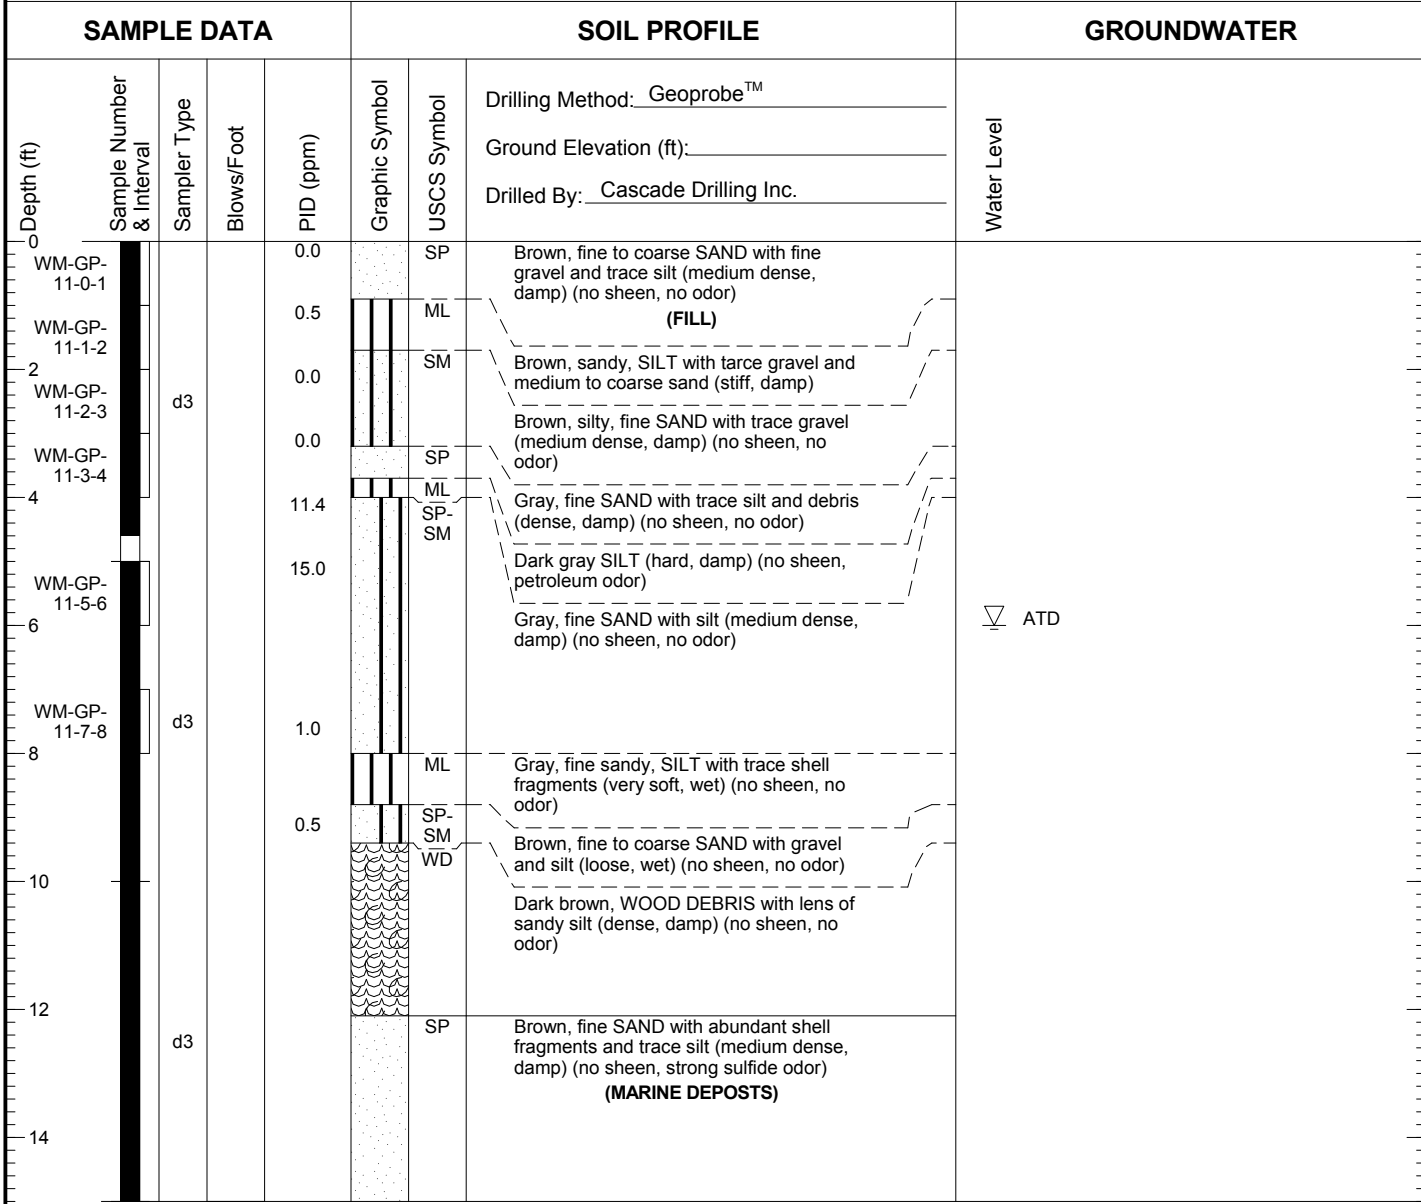 SAMPLE DATA
SOIL PROFILE
GROUNDWATER
Depth (ft)
Sample Number
& Interval
Sampler Type
Blows/Foot
PID (ppm)
Graphic Symbol
USCS Symbol
Drilling Method: Geoprobe™
Ground Elevation (ft):
Drilled By: Cascade Drilling Inc.
Water Level
0
2
4
6
8
10
12
14
WM-GP-
11-0-1
WM-GP-
11-1-2
WM-GP-
11-2-3
WM-GP-
11-3-4
WM-GP-
11-5-6
WM-GP-
11-7-8
d3
d3
d3
0.0
0.5
0.0
0.0
11.4
15.0
1.0
0.5
SP
ML
SM
SP
ML
SP-
SM
ML
SP-
SM
WD
SP
Brown, fine to coarse SAND with fine
gravel and trace silt (medium dense,
damp) (no sheen, no odor)
(FILL)
Brown, sandy, SILT with tarce gravel and
medium to coarse sand (stiff, damp)
Brown, silty, fine SAND with trace gravel
(medium dense, damp) (no sheen, no
odor)
Gray, fine SAND with trace silt and debris
(dense, damp) (no sheen, no odor)
Dark gray SILT (hard, damp) (no sheen,
petroleum odor)
Gray, fine SAND with silt (medium dense,
damp) (no sheen, no odor)
Gray, fine sandy, SILT with trace shell
fragments (very soft, wet) (no sheen, no
odor)
Brown, fine to coarse SAND with gravel
and silt (loose, wet) (no sheen, no odor)
Dark brown, WOOD DEBRIS with lens of
sandy silt (dense, damp) (no sheen, no
odor)
Brown, fine SAND with abundant shell
fragments and trace silt (medium dense,
damp) (no sheen, strong sulfide odor)
(MARINE DEPOSTS)
ATD